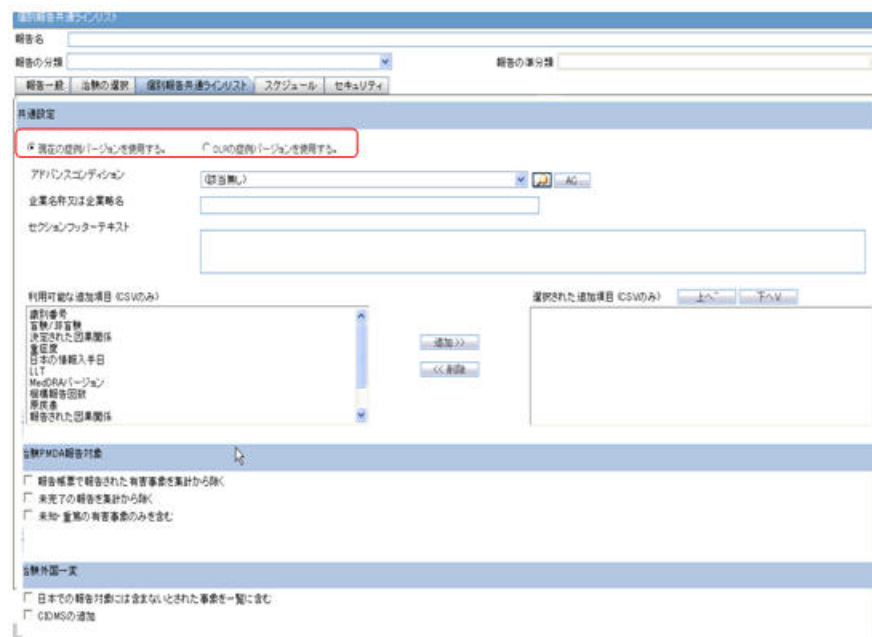 個別報告共通ラインリスト
報告名
報告の分類
報告の準分類
報告一般 治験の選択 個別報告共通ラインリスト スケジュール セキュリティ
共通設定
現在の症例バージョンを使用する。 OLRの症例バージョンを使用する。
アドバンスコンディション (該当無し) AC
企業名称又は企業略名
セクションフッターテキスト
利用可能な追加項目 (CSVのみ)
選択された追加項目 (CSVのみ) 上へ^ 下へV
識別番号
盲験/非盲験
決定された因果関係
重症度
日本の情報入手日
LLT
MedDRAバージョン
機構報告回数
原疾患
報告された因果関係
追加 >>
<< 削除
治験PMDA報告対象
報告帳票で報告された有害事象を集計から除く
未完了の報告を集計から除く
未知・重篤の有害事象のみを含む
治験外国一変
日本での報告対象には含まないとされた事象を一覧に含む
CIOMSの追加